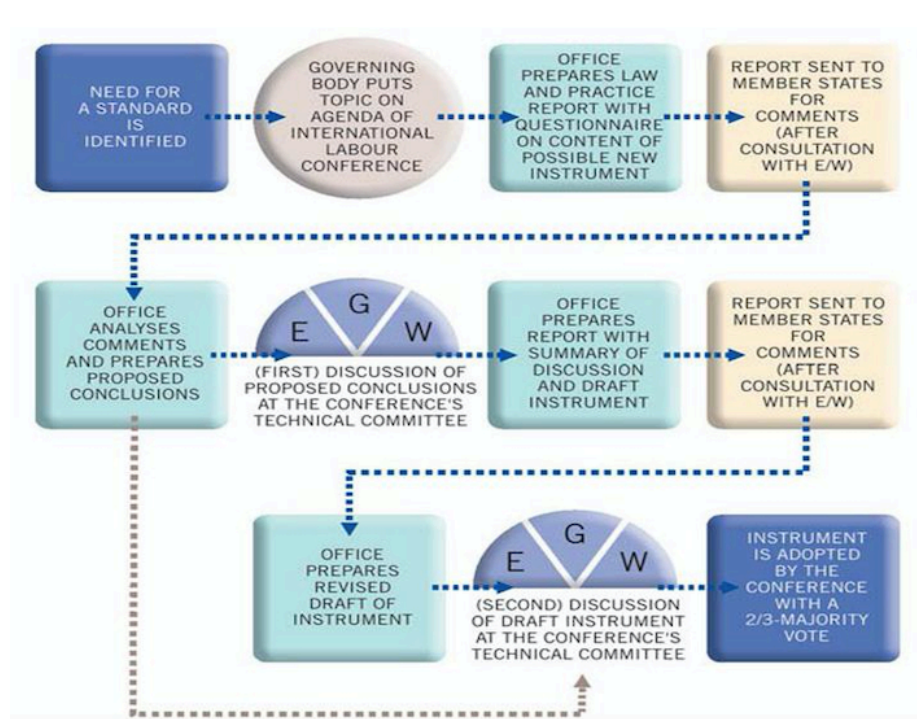 NEED FOR
A STANDARD
IS
IDENTIFIED
GOVERNING
BODY PUTS
TOPIC ON
AGENDA OF
INTERNATIONAL
LABOUR
CONFERENCE
OFFICE
PREPARES LAW
AND PRACTICE
REPORT WITH
QUESTIONNAIRE
ON CONTENT OF
POSSIBLE NEW
INSTRUMENT
REPORT SENT TO
MEMBER STATES
FOR
COMMENTS
(AFTER
CONSULTATION
WITH E/W)
OFFICE
ANALYSES
COMMENTS
AND PREPARES
PROPOSED
CONCLUSIONS
E G W
(FIRST) DISCUSSION OF
PROPOSED CONCLUSIONS
AT THE CONFERENCE'S
TECHNICAL COMMITTEE
OFFICE
PREPARES
REPORT WITH
SUMMARY OF
DISCUSSION
AND DRAFT
INSTRUMENT
REPORT SENT TO
MEMBER STATES
FOR
COMMENTS
(AFTER
CONSULTATION
WITH E/W)
OFFICE
PREPARES
REVISED
DRAFT OF
INSTRUMENT
E G W
(SECOND) DISCUSSION
OF DRAFT INSTRUMENT
AT THE CONFERENCE'S
TECHNICAL COMMITTEE
INSTRUMENT
IS ADOPTED
BY THE
CONFERENCE
WITH A
2/3-MAJORITY
VOTE